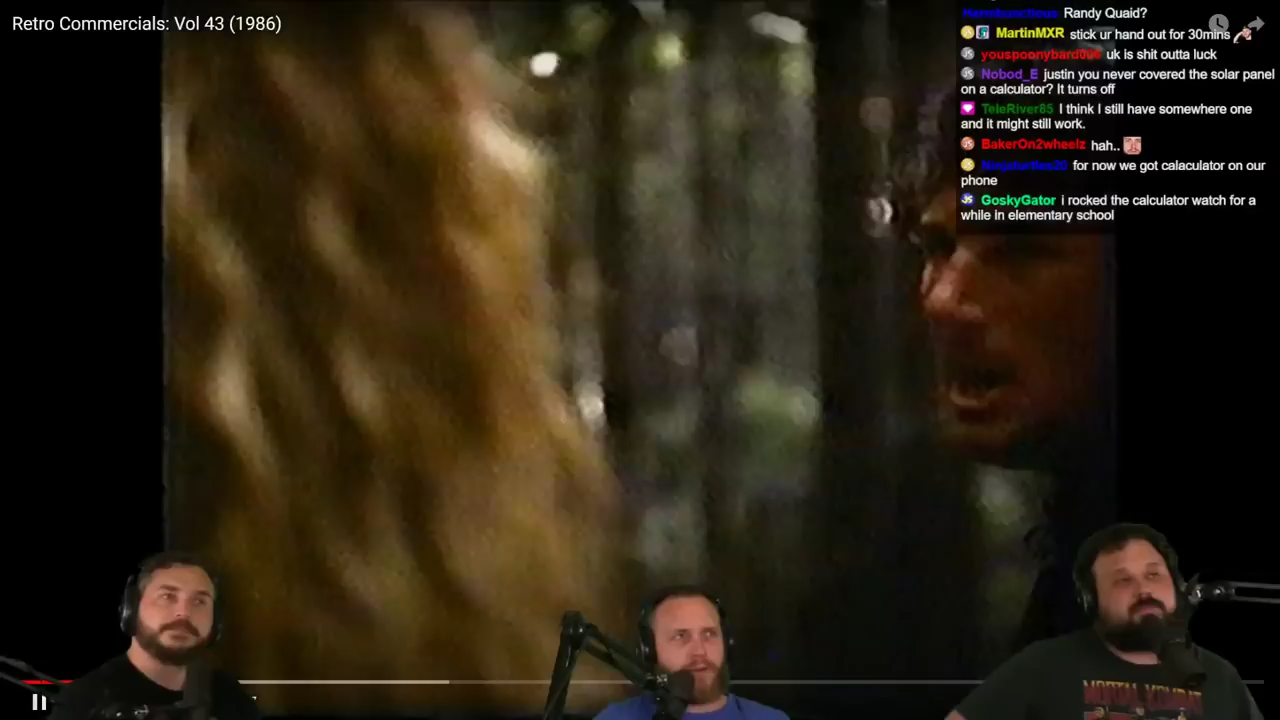 Retro Commercials: Vol 43 (1986)
Randy Quaid?
MartinMXR stick ur hand out for 30mins
uk is shit outta luck
Nobod_E justin you never covered the solar panel
on a calculator? It turns off
TeleRiver85 I think I still have somewhere one
and it might still work.
BakerOn2wheelz hah..
Ninjaturtles20 for now we got calaculator on our
phone
GoskyGator i rocked the calculator watch for a
while in elementary school
MORTAL KOMBAT